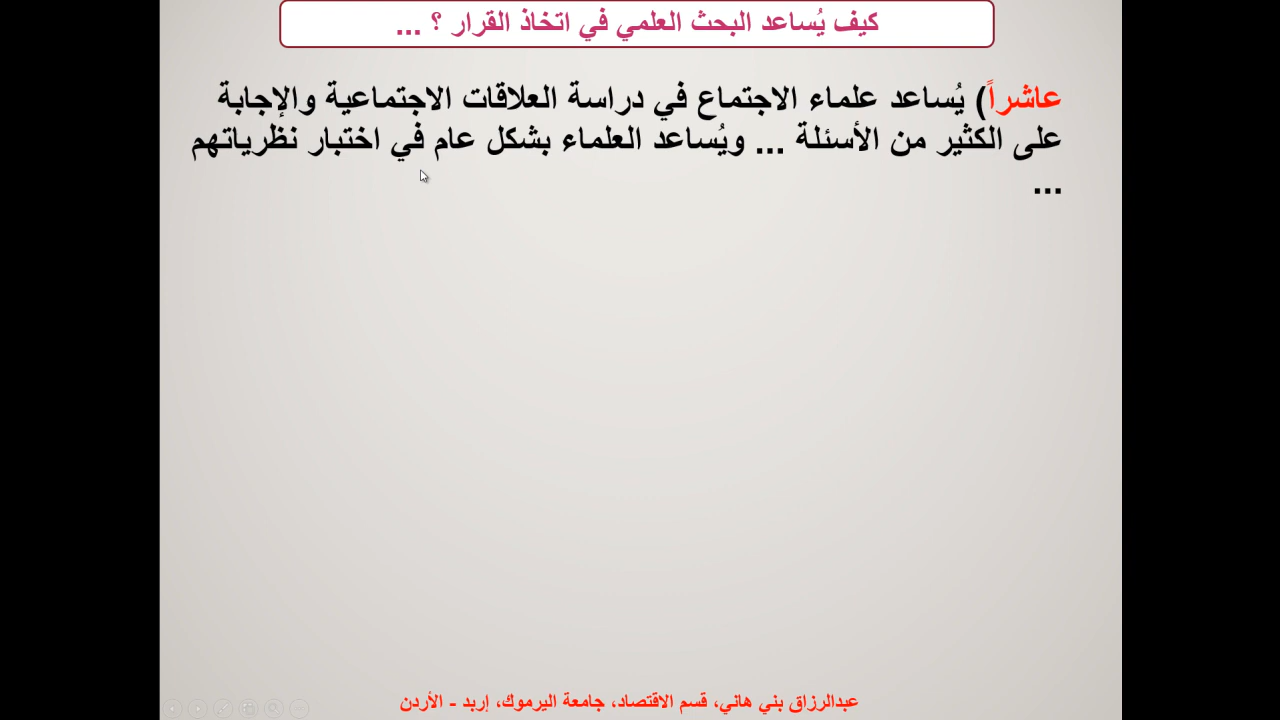 كيف يُساعد البحث العلمي في اتخاذ القرار ؟ ...
عاشراً) يُساعد علماء الاجتماع في دراسة العلاقات الاجتماعية والإجابة
على الكثير من الأسئلة ... ويُساعد العلماء بشكل عام في اختبار نظرياتهم
...
عبدالرزاق بني هاني، قسم الاقتصاد، جامعة اليرموك، إربد - الأردن